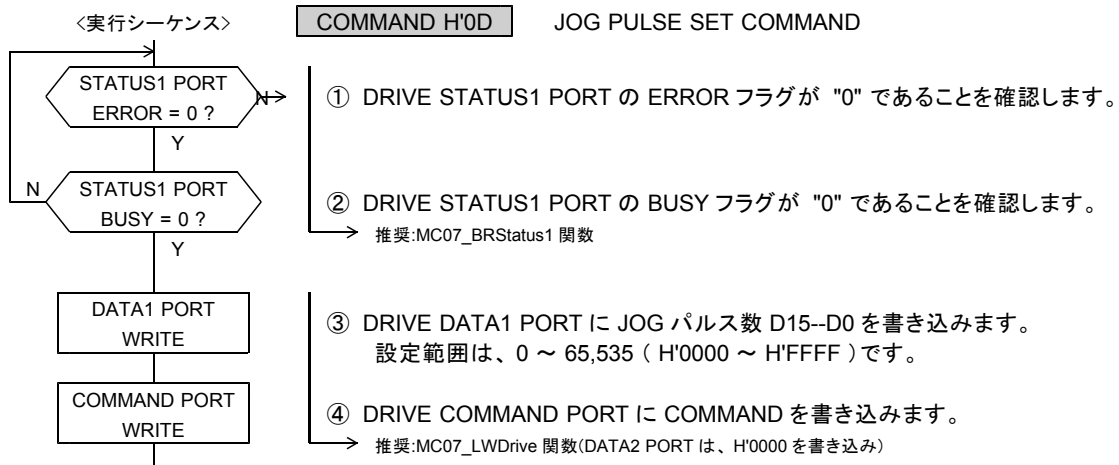 <実行シーケンス>
COMMAND H'0D
JOG PULSE SET COMMAND
STATUS1 PORT
ERROR = 0 ?
N
Y
① DRIVE STATUS1 PORT の ERROR フラグが "0" であることを確認します。
N
STATUS1 PORT
BUSY = 0 ?
Y
② DRIVE STATUS1 PORT の BUSY フラグが "0" であることを確認します。
推奨:MC07_BRStatus1 関数
DATA1 PORT
WRITE
③ DRIVE DATA1 PORT に JOG パルス数 D15--D0 を書き込みます。
設定範囲は、0 ～ 65,535 ( H'0000 ～ H'FFFF ) です。
COMMAND PORT
WRITE
④ DRIVE COMMAND PORT に COMMAND を書き込みます。
推奨:MC07_LWDrive 関数(DATA2 PORT は、H'0000 を書き込み)